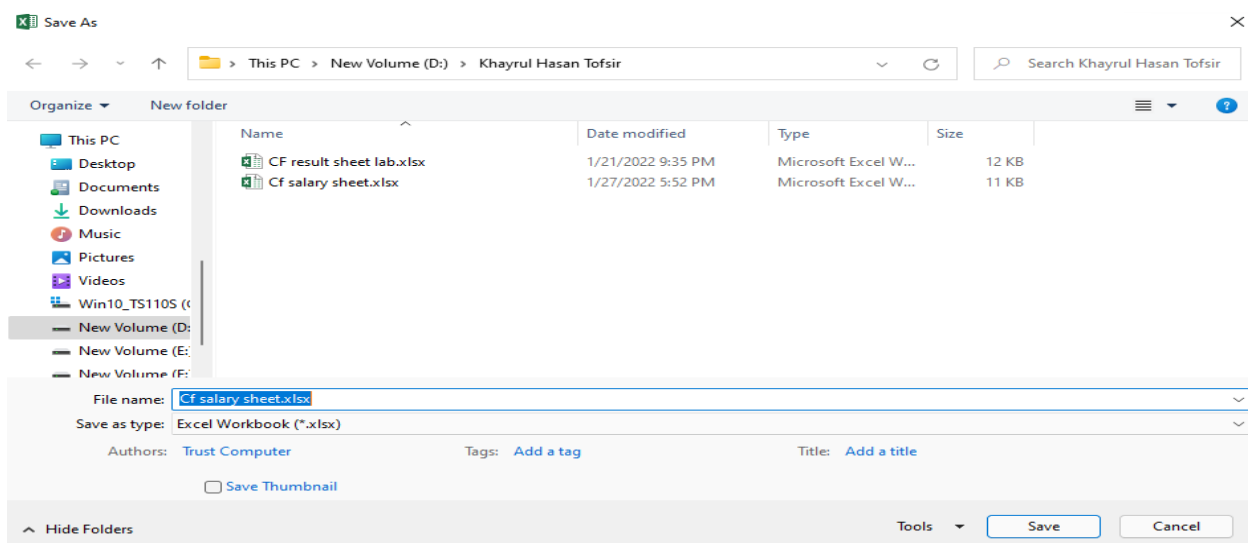 Save As
This PC > New Volume (D:) > Khayrul Hasan Tofsir
Search Khayrul Hasan Tofsir
Organize New folder
Name Date modified Type Size
This PC
Desktop
Documents
Downloads
Music
Pictures
Videos
Win10_TS110S (
New Volume (D:
New Volume (E:
New Volume (F:
CF result sheet lab.xlsx 1/21/2022 9:35 PM Microsoft Excel W... 12 KB
Cf salary sheet.xlsx 1/27/2022 5:52 PM Microsoft Excel W... 11 KB
File name: Cf salary sheet.xlsx
Save as type: Excel Workbook (*.xlsx)
Authors: Trust Computer Tags: Add a tag Title: Add a title
Save Thumbnail
Hide Folders Tools Save Cancel